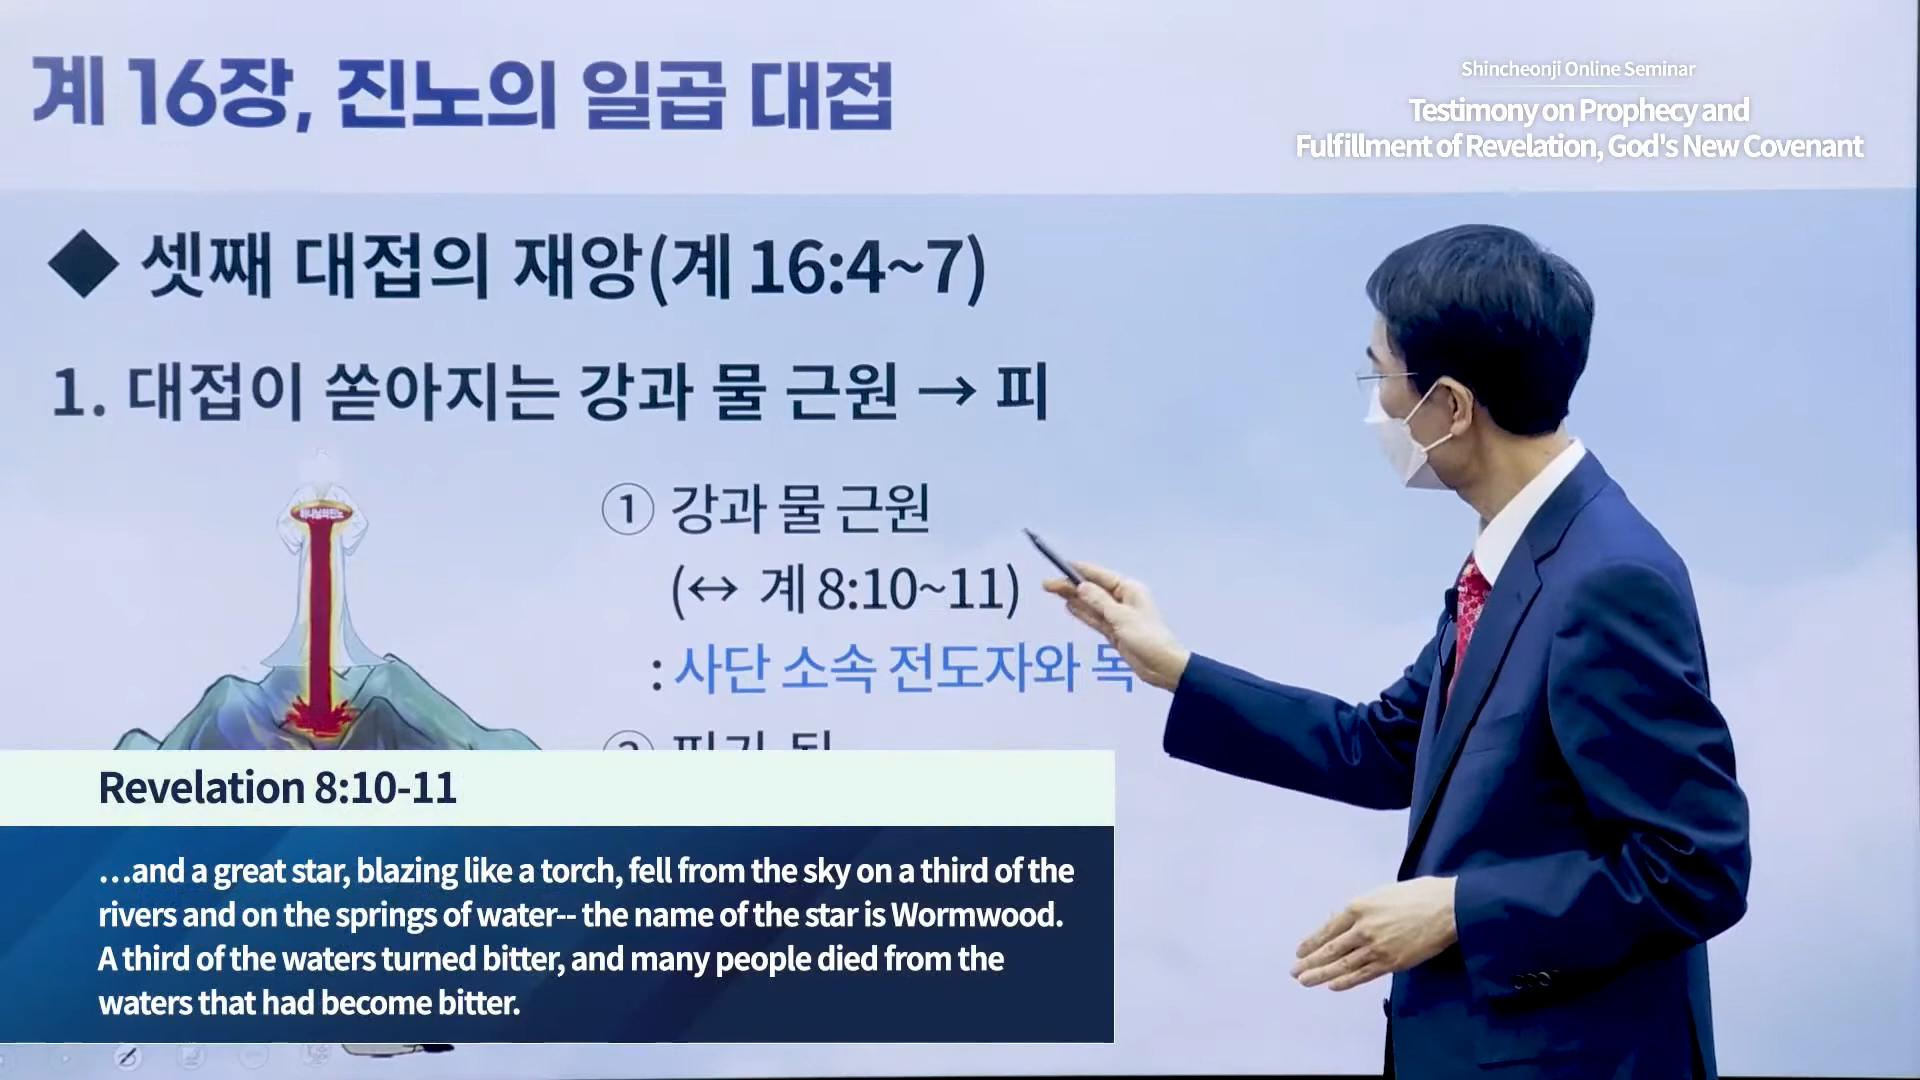 계 16장, 진노의 일곱 대접
Shincheonji Online Seminar
Testimony on Prophecy and
Fulfillment of Revelation, God's New Covenant
◆ 셋째 대접의 재앙(계 16:4~7)
1. 대접이 쏟아지는 강과 물 근원 → 피
① 강과 물 근원
(↔ 계 8:10~11)
: 사단 소속 전도자와
하나님의 진노
Revelation 8:10-11
…and a great star, blazing like a torch, fell from the sky on a third of the
rivers and on the springs of water-- the name of the star is Wormwood.
A third of the waters turned bitter, and many people died from the
waters that had become bitter.